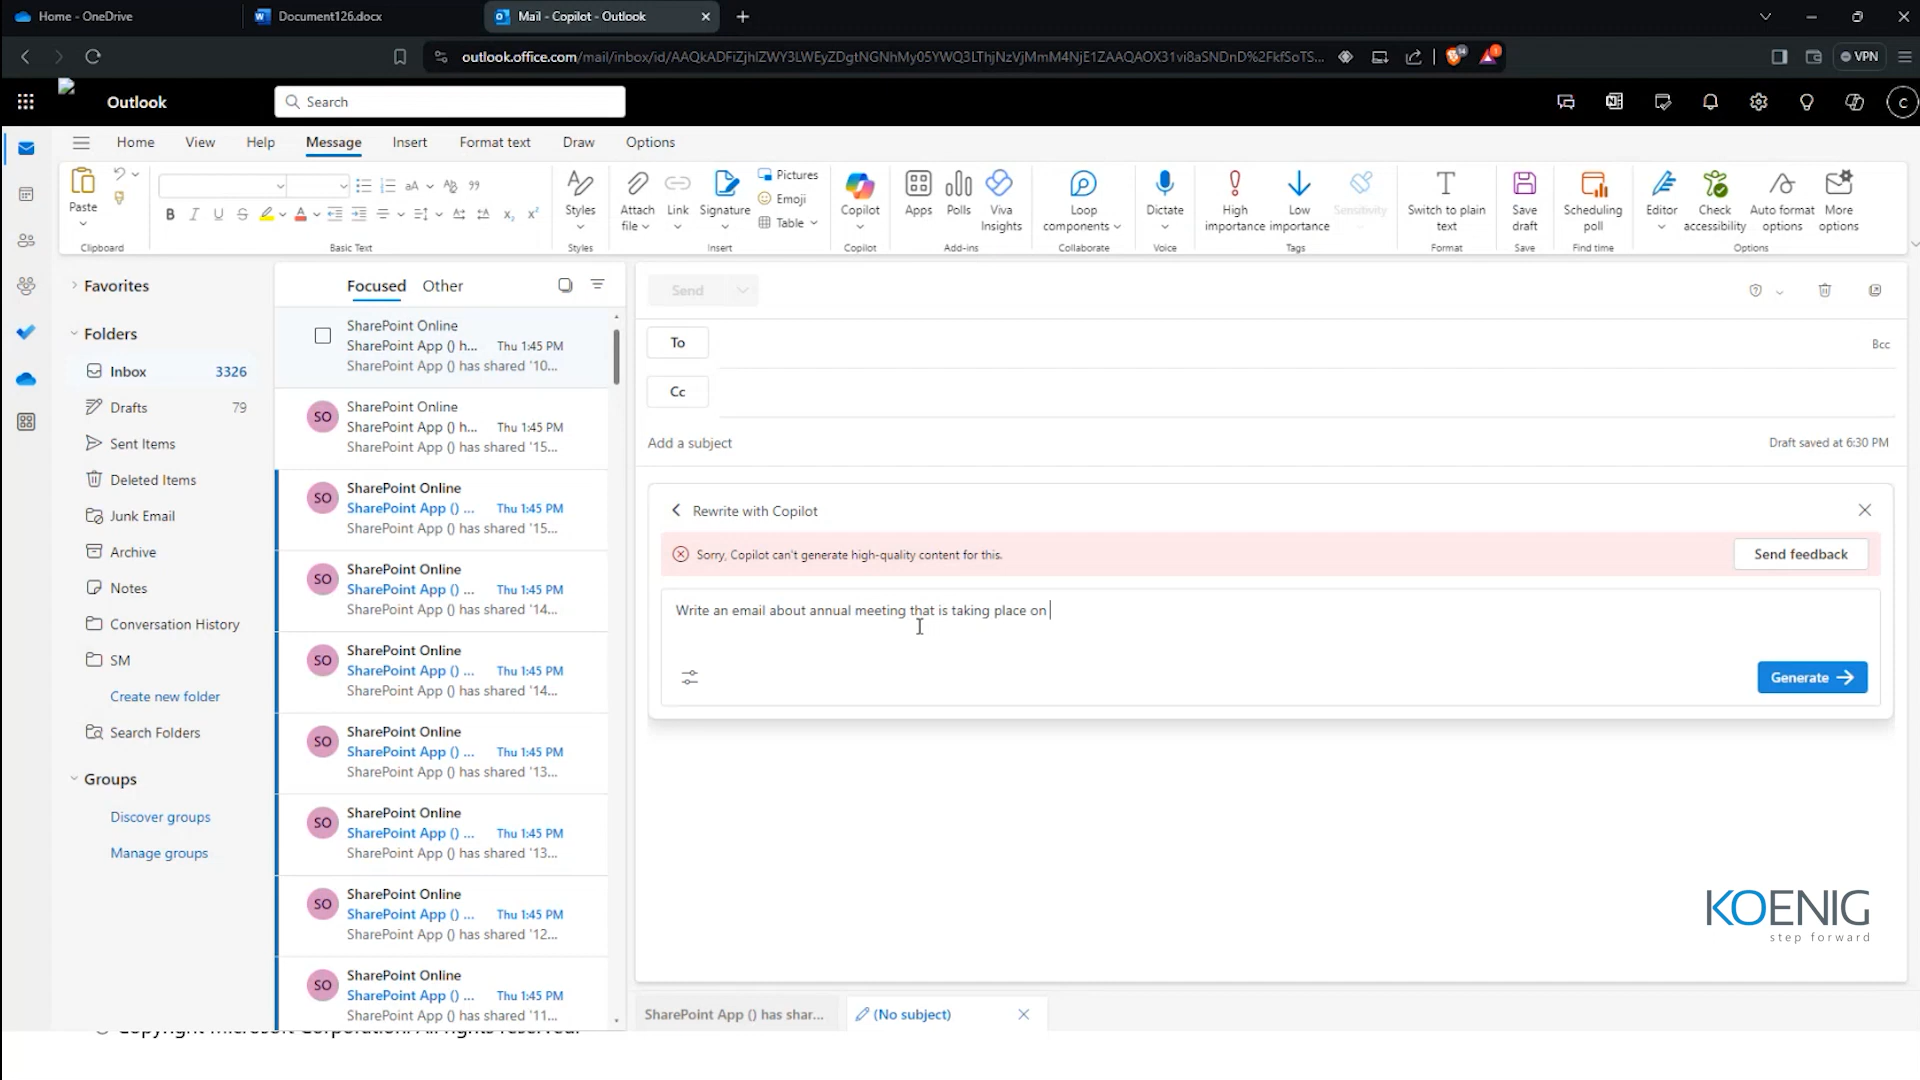 Home - OneDrive
Document126.docx
Mail - Copilot - Outlook
outlook.office.com/mail/inbox/id/AAQkADFiZjhlZWY3LWEyZDgtNGNhMy05YWQ3LThjNzVjMmM4NjE1ZAAQAOX31vi8aSNDnD%2FkfSoTS...
VPN
Outlook
Search
C
Home
View
Help
Message
Insert
Format text
Draw
Options
Paste
Clipboard
Basic Text
Styles
Styles
Attach file
Link
Signature
Pictures
Emoji
Table
Insert
Copilot
Copilot
Apps
Polls
Viva Insights
Add-ins
Loop components
Collaborate
Dictate
Voice
High importance
Low importance
Sensitivity
Tags
Switch to plain text
Format
Save draft
Save
Scheduling poll
Find time
Editor
Check accessibility
Auto format options
More options
Options
Favorites
Folders
Inbox 3326
Drafts 79
Sent Items
Deleted Items
Junk Email
Archive
Notes
Conversation History
SM
Create new folder
Search Folders
Groups
Discover groups
Manage groups
Focused
Other
SharePoint Online
SharePoint App () h... Thu 1:45 PM
SharePoint App () has shared '10...
SO
SharePoint Online
SharePoint App () h... Thu 1:45 PM
SharePoint App () has shared '15...
SO
SharePoint Online
SharePoint App () ... Thu 1:45 PM
SharePoint App () has shared '15...
SO
SharePoint Online
SharePoint App () ... Thu 1:45 PM
SharePoint App () has shared '14...
SO
SharePoint Online
SharePoint App () ... Thu 1:45 PM
SharePoint App () has shared '14...
SO
SharePoint Online
SharePoint App () ... Thu 1:45 PM
SharePoint App () has shared '13...
SO
SharePoint Online
SharePoint App () ... Thu 1:45 PM
SharePoint App () has shared '13...
SO
SharePoint Online
SharePoint App () ... Thu 1:45 PM
SharePoint App () has shared '12...
SO
SharePoint Online
SharePoint App () ... Thu 1:45 PM
SharePoint App () has shared '11...
Send
To
Bcc
Cc
Add a subject
Draft saved at 6:30 PM
Rewrite with Copilot
Sorry, Copilot can't generate high-quality content for this.
Send feedback
Write an email about annual meeting that is taking place on
Generate
KOENIG
step forward
SharePoint App () has shar...
(No subject)
© Copyright Microsoft Corporation. All rights reserved.